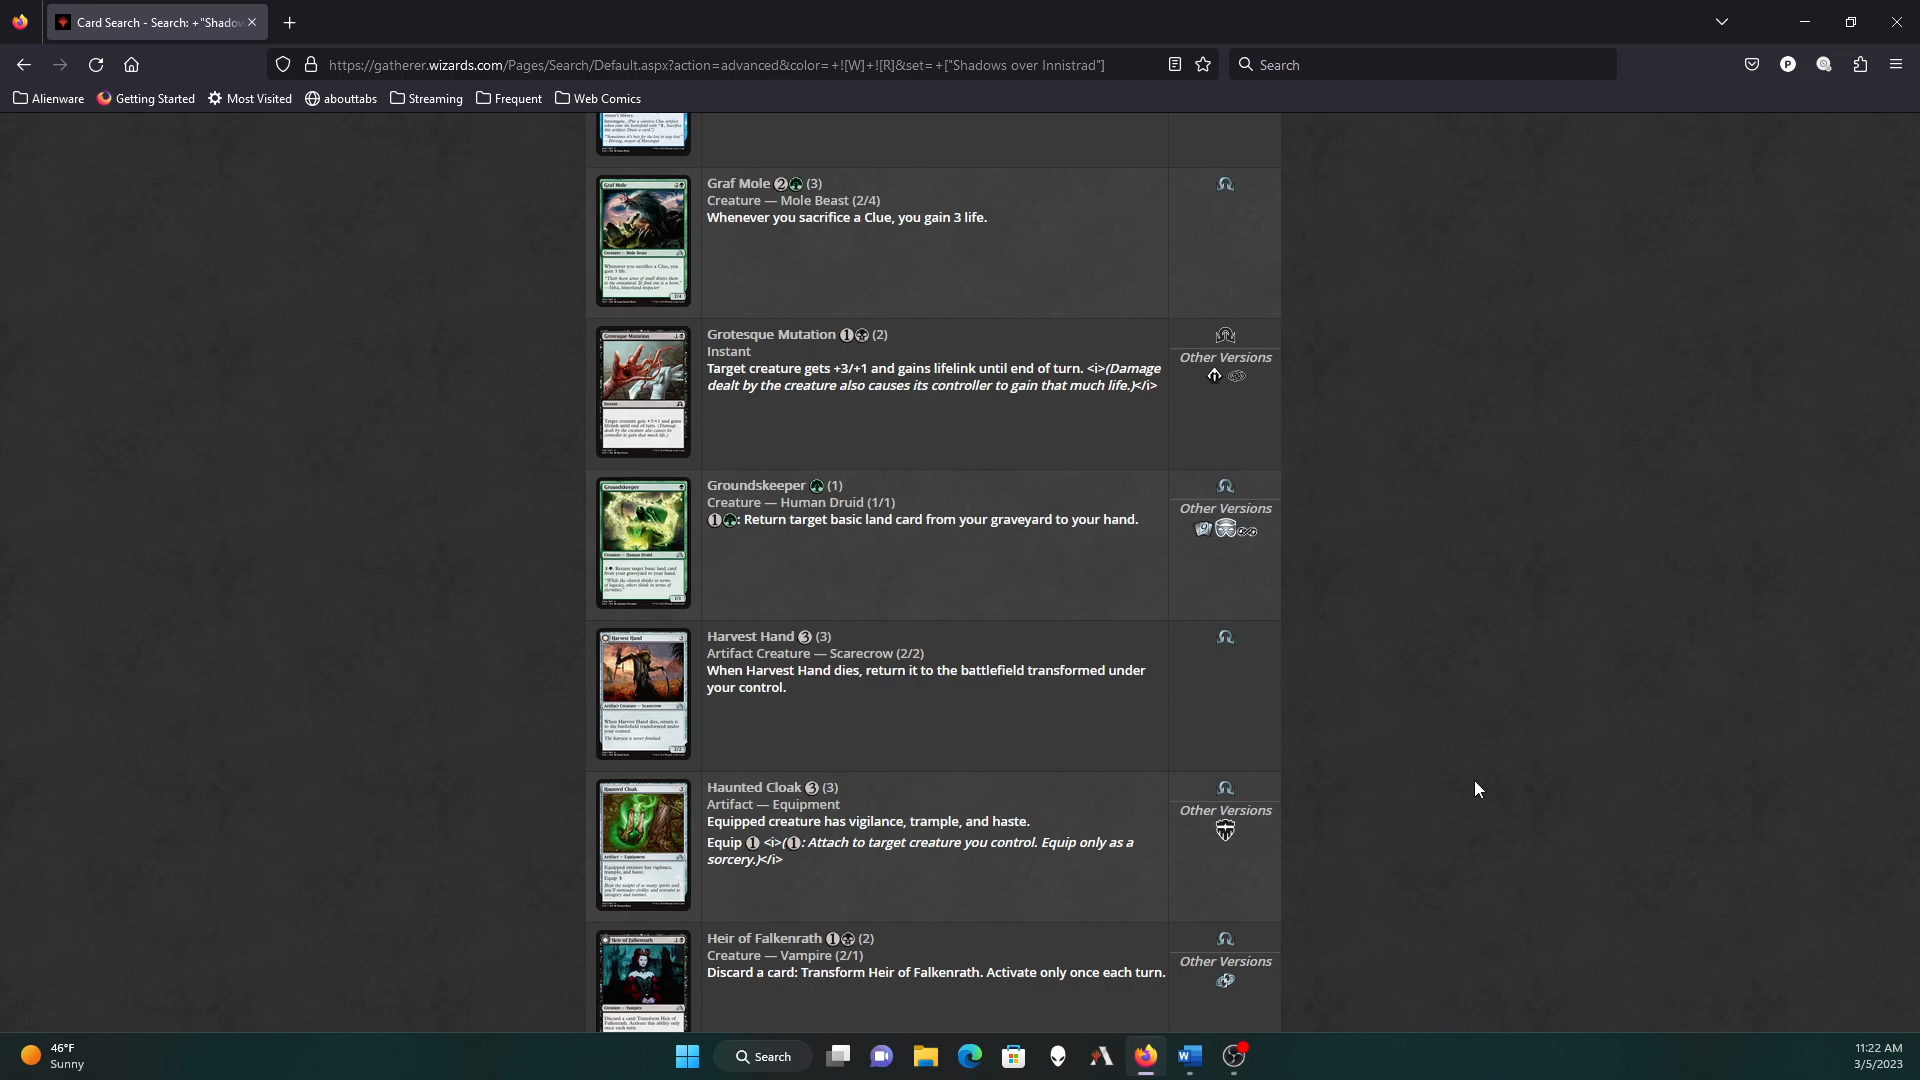 Card Search - Search: +"Shadov
https://gatherer.wizards.com/Pages/Search/Default.aspx?action=advanced&color=+![W]+![R]&set=+["Shadows over Innistrad"]
Search
Alienware
Getting Started
Most Visited
abouttabs
Streaming
Frequent
Web Comics
Graf Mole 2 (3)
Creature — Mole Beast (2/4)
Whenever you sacrifice a Clue, you gain 3 life.
Grotesque Mutation 1 (2)
Instant
Target creature gets +3/+1 and gains lifelink until end of turn. <i>(Damage
dealt by the creature also causes its controller to gain that much life.)</i>
Other Versions
Groundskeeper (1)
Creature — Human Druid (1/1)
1: Return target basic land card from your graveyard to your hand.
Other Versions
Harvest Hand 3 (3)
Artifact Creature — Scarecrow (2/2)
When Harvest Hand dies, return it to the battlefield transformed under
your control.
Haunted Cloak 3 (3)
Artifact — Equipment
Equipped creature has vigilance, trample, and haste.
Equip 1 <i>(1: Attach to target creature you control. Equip only as a
sorcery.)</i>
Other Versions
Heir of Falkenrath 1 (2)
Creature — Vampire (2/1)
Discard a card: Transform Heir of Falkenrath. Activate only once each turn.
Other Versions
46°F
Sunny
Search
11:22 AM
3/5/2023